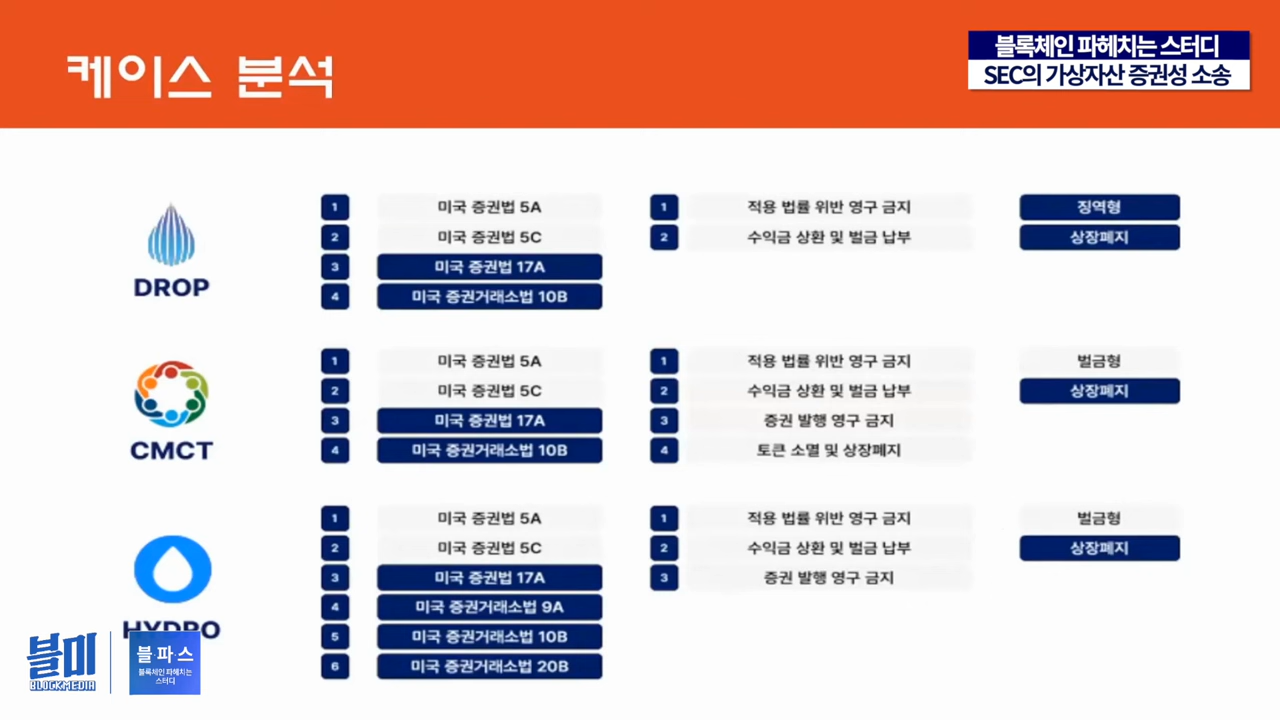 케이스 분석
블록체인 파헤치는 스터디
SEC의 가상자산 증권성 소송
DROP
1 미국 증권법 5A
2 미국 증권법 5C
3 미국 증권법 17A
4 미국 증권거래소법 10B
1 적용 법률 위반 영구 금지
2 수익금 상환 및 벌금 납부
징역형
상장폐지
CMCT
1 미국 증권법 5A
2 미국 증권법 5C
3 미국 증권법 17A
4 미국 증권거래소법 10B
1 적용 법률 위반 영구 금지
2 수익금 상환 및 벌금 납부
3 증권 발행 영구 금지
4 토큰 소멸 및 상장폐지
벌금형
상장폐지
HYDRO
1 미국 증권법 5A
2 미국 증권법 5C
3 미국 증권법 17A
4 미국 증권거래소법 9A
5 미국 증권거래소법 10B
6 미국 증권거래소법 20B
1 적용 법률 위반 영구 금지
2 수익금 상환 및 벌금 납부
3 증권 발행 영구 금지
벌금형
상장폐지
블미
BLOCKMEDIA
블·파·스
블록체인 파헤치는
스터디